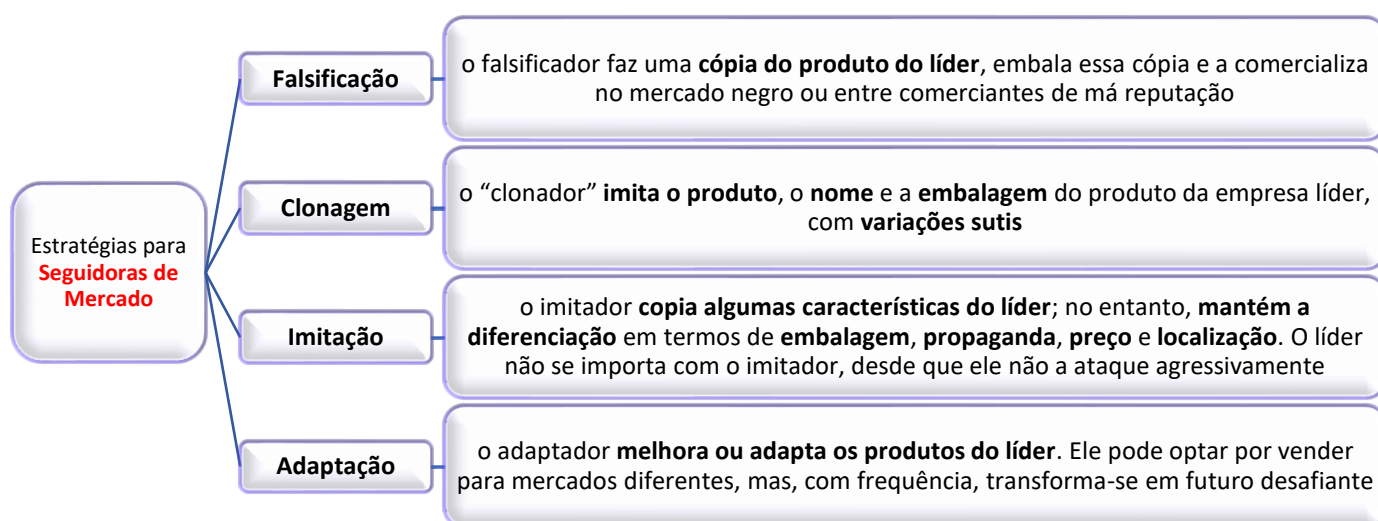 Estratégias para
Seguidoras de
Mercado
Falsificação
o falsificador faz uma cópia do produto do líder, embala essa cópia e a comercializa
no mercado negro ou entre comerciantes de má reputação
Clonagem
o “clonador” imita o produto, o nome e a embalagem do produto da empresa líder,
com variações sutis
Imitação
o imitador copia algumas características do líder; no entanto, mantém a
diferenciação em termos de embalagem, propaganda, preço e localização. O líder
não se importa com o imitador, desde que ele não a ataque agressivamente
Adaptação
o adaptador melhora ou adapta os produtos do líder. Ele pode optar por vender
para mercados diferentes, mas, com frequência, transforma-se em futuro desafiante